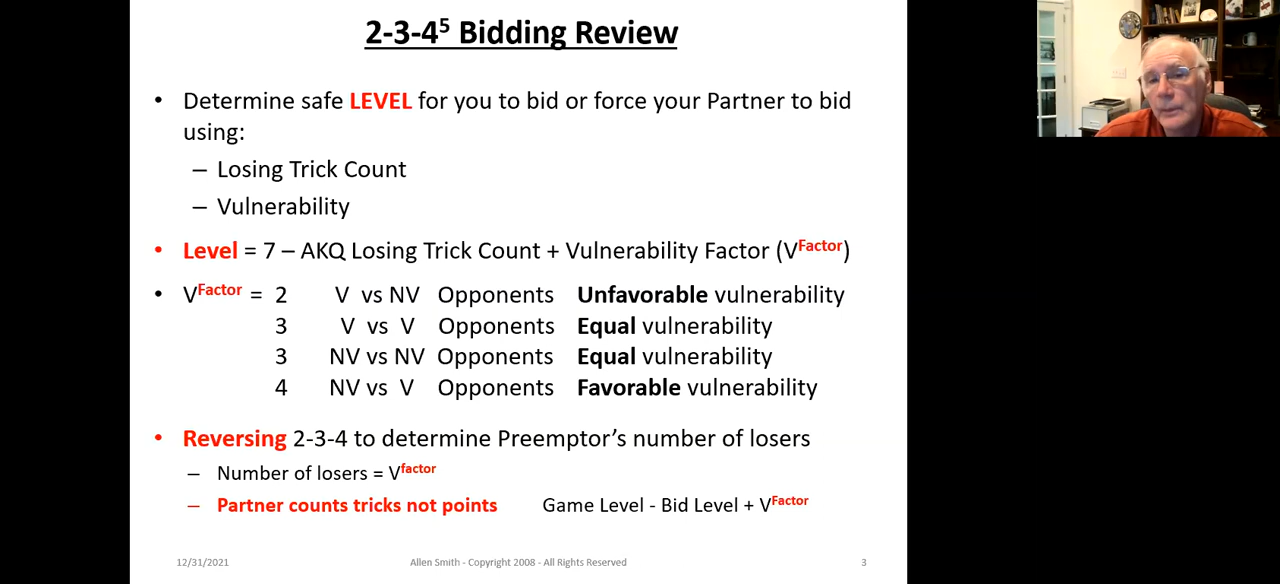 2-3-4⁵ Bidding Review
• Determine safe LEVEL for you to bid or force your Partner to bid
using:
– Losing Trick Count
– Vulnerability
• Level = 7 – AKQ Losing Trick Count + Vulnerability Factor (V^Factor)
• V^Factor = 2 V vs NV Opponents Unfavorable vulnerability
3 V vs V Opponents Equal vulnerability
3 NV vs NV Opponents Equal vulnerability
4 NV vs V Opponents Favorable vulnerability
• Reversing 2-3-4 to determine Preemptor’s number of losers
– Number of losers = V^factor
– Partner counts tricks not points Game Level - Bid Level + V^Factor
12/31/2021 Allen Smith - Copyright 2008 - All Rights Reserved 3